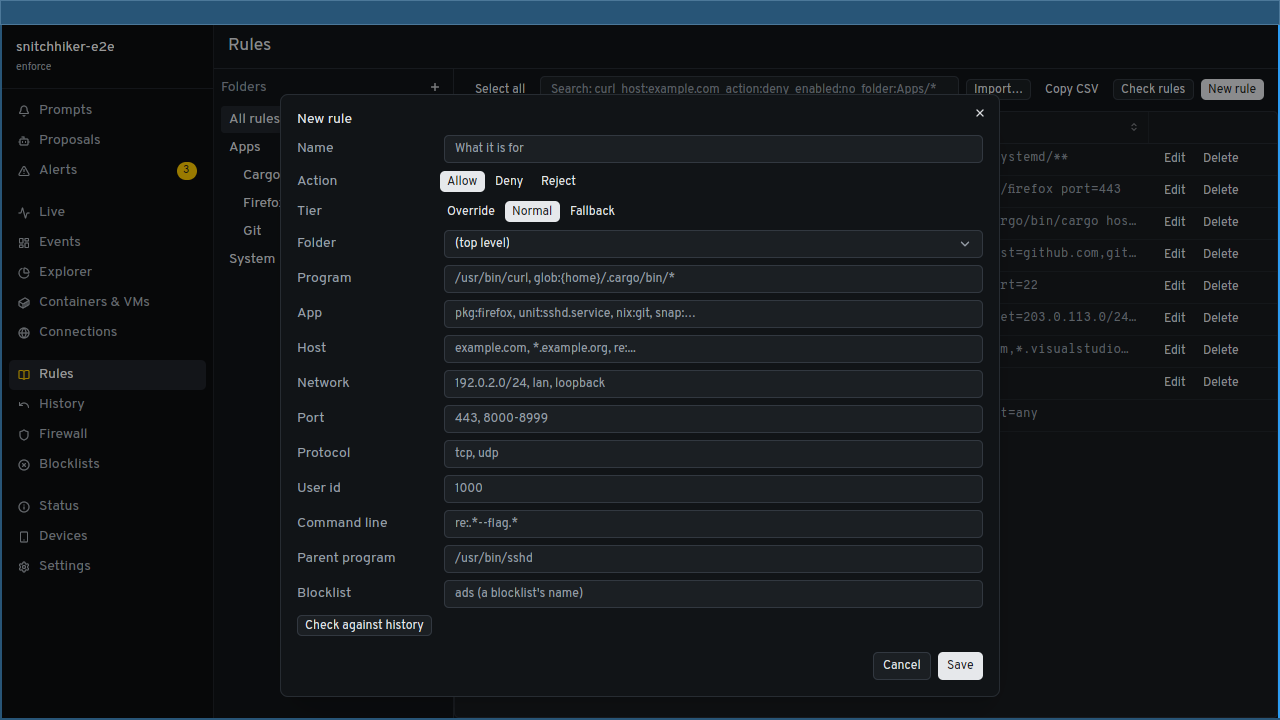 snitchhiker-e2e
enforce
Prompts
Proposals
Alerts
3
Live
Events
Explorer
Containers & VMs
Connections
Rules
History
Firewall
Blocklists
Status
Devices
Settings
Rules
Folders
+
All rules
Apps
Cargo
Firefo
Git
System
Select all
Search: curl host:example.com action:deny enabled:no folder:Apps/*
Import...
Copy CSV
Check rules
New rule
ystemd/**
Edit
Delete
/firefox port=443
Edit
Delete
rgo/bin/cargo hos…
Edit
Delete
st=github.com,git…
Edit
Delete
rt=22
Edit
Delete
et=203.0.113.0/24…
Edit
Delete
m,*.visualstudio…
Edit
Delete
Edit
Delete
t=any
New rule
×
Name
What it is for
Action
Allow
Deny
Reject
Tier
Override
Normal
Fallback
Folder
(top level)
Program
/usr/bin/curl, glob:{home}/.cargo/bin/*
App
pkg:firefox, unit:sshd.service, nix:git, snap:...
Host
example.com, *.example.org, re:...
Network
192.0.2.0/24, lan, loopback
Port
443, 8000-8999
Protocol
tcp, udp
User id
1000
Command line
re:.*--flag.*
Parent program
/usr/bin/sshd
Blocklist
ads (a blocklist's name)
Check against history
Cancel
Save